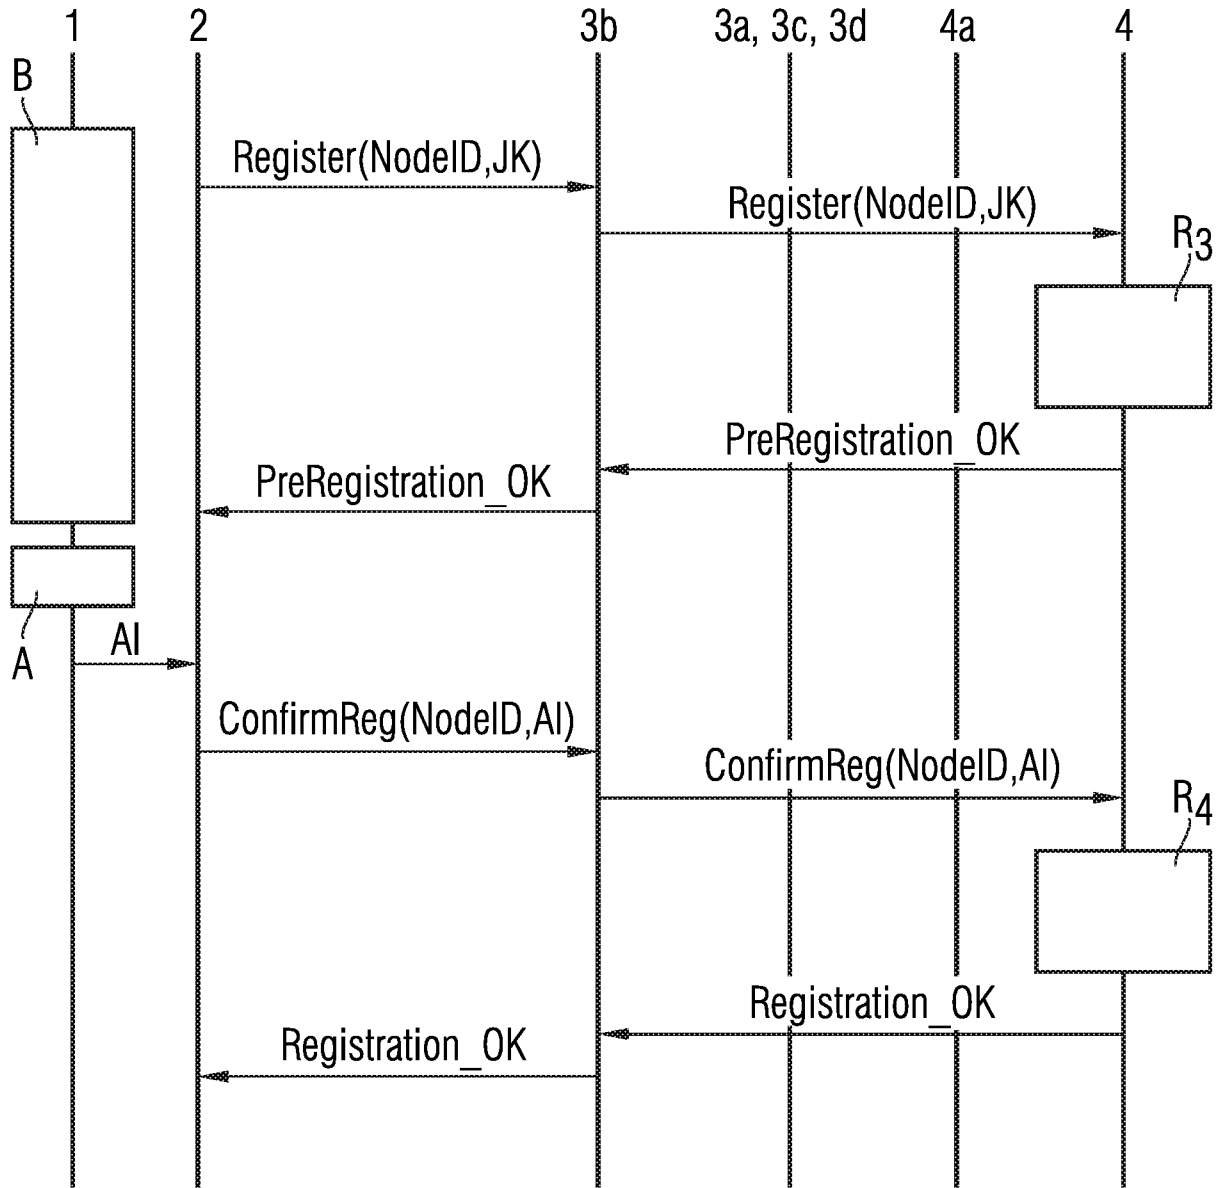 1 2 3b 3a, 3c, 3d 4a 4
B
Register(NodeID,JK)
Register(NodeID,JK)
R3
PreRegistration_OK
PreRegistration_OK
AI
A
ConfirmReg(NodeID,AI)
ConfirmReg(NodeID,AI)
R4
Registration_OK
Registration_OK